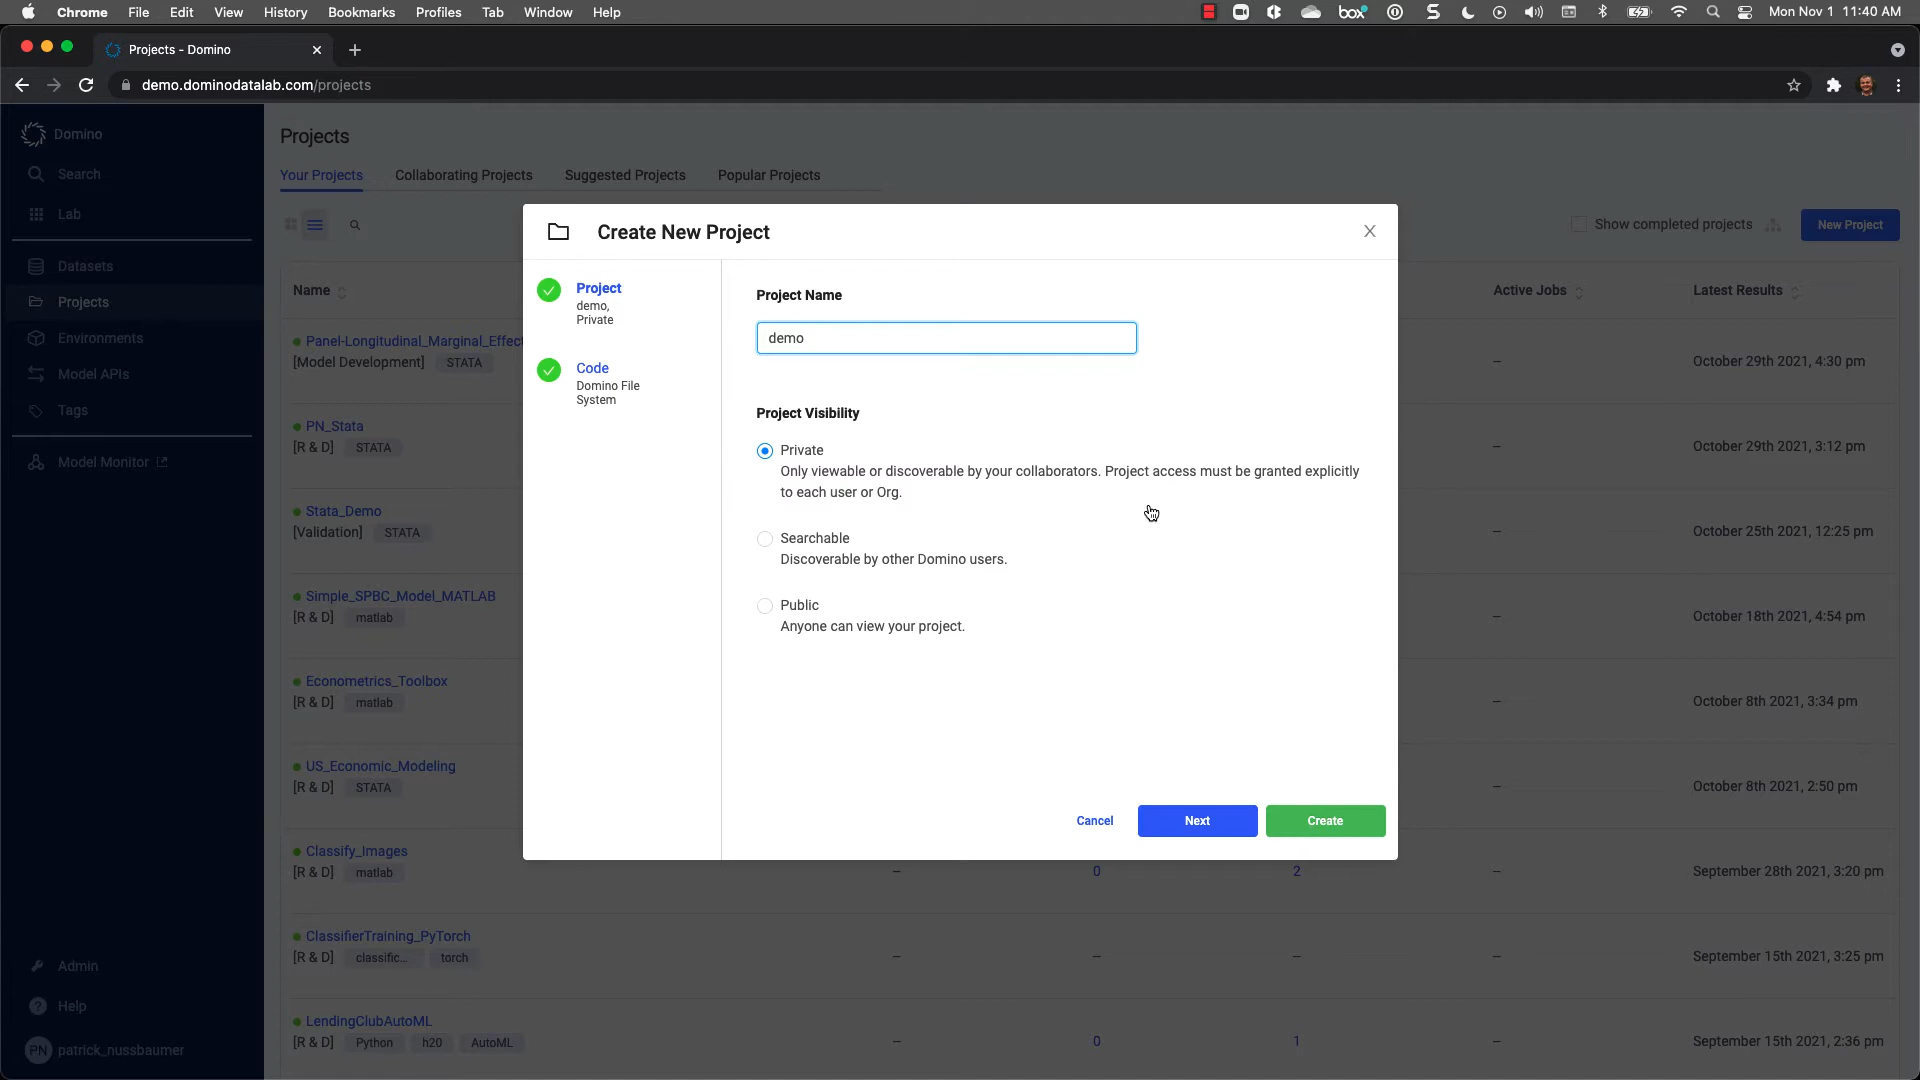 Chrome File Edit View History Bookmarks Profiles Tab Window Help box Mon Nov 1 11:40 AM
Projects - Domino
demo.dominodatalab.com/projects
Domino
Search
Lab
Datasets
Projects
Environments
Model APIs
Tags
Model Monitor
Admin
Help
PN patrick_nussbaumer
Projects
Your Projects Collaborating Projects Suggested Projects Popular Projects
Show completed projects New Project
Name Active Jobs Latest Results
Panel-Longitudinal_Marginal_Effec
[Model Development] STATA – October 29th 2021, 4:30 pm
PN_Stata
[R & D] STATA – October 29th 2021, 3:12 pm
Stata_Demo
[Validation] STATA – October 25th 2021, 12:25 pm
Simple_SPBC_Model_MATLAB
[R & D] matlab – October 18th 2021, 4:54 pm
Econometrics_Toolbox
[R & D] matlab – October 8th 2021, 3:34 pm
US_Economic_Modeling
[R & D] STATA – October 8th 2021, 2:50 pm
Classify_Images
[R & D] matlab – 0 2 – September 28th 2021, 3:20 pm
ClassifierTraining_PyTorch
[R & D] classific... torch – – – – September 15th 2021, 3:25 pm
LendingClubAutoML
[R & D] Python h20 AutoML – 0 1 – September 15th 2021, 2:36 pm
Create New Project
Project
demo,
Private
Code
Domino File
System
Project Name
demo
Project Visibility
Private
Only viewable or discoverable by your collaborators. Project access must be granted explicitly
to each user or Org.
Searchable
Discoverable by other Domino users.
Public
Anyone can view your project.
Cancel Next Create